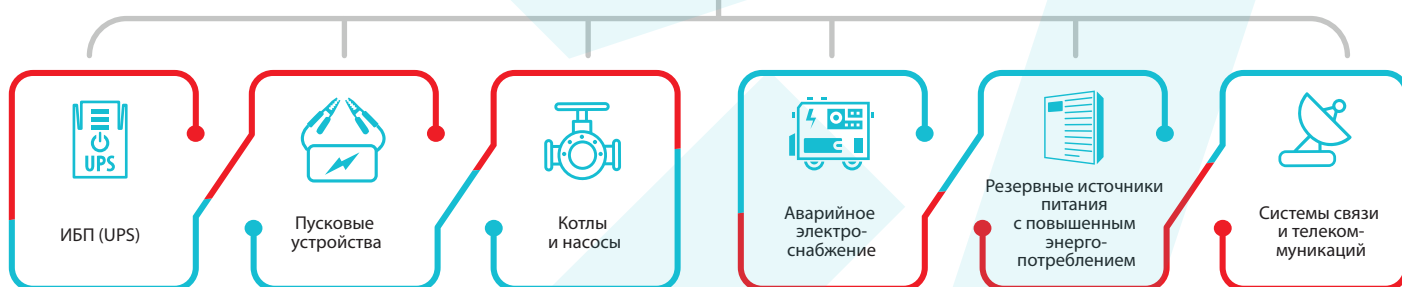 UPS
ИБП (UPS)
Пусковые
устройства
Котлы
и насосы
Аварийное
электро-
снабжение
Резервные источники
питания
с повышенным
энерго-
потреблением
Системы связи
и телеком-
муникаций